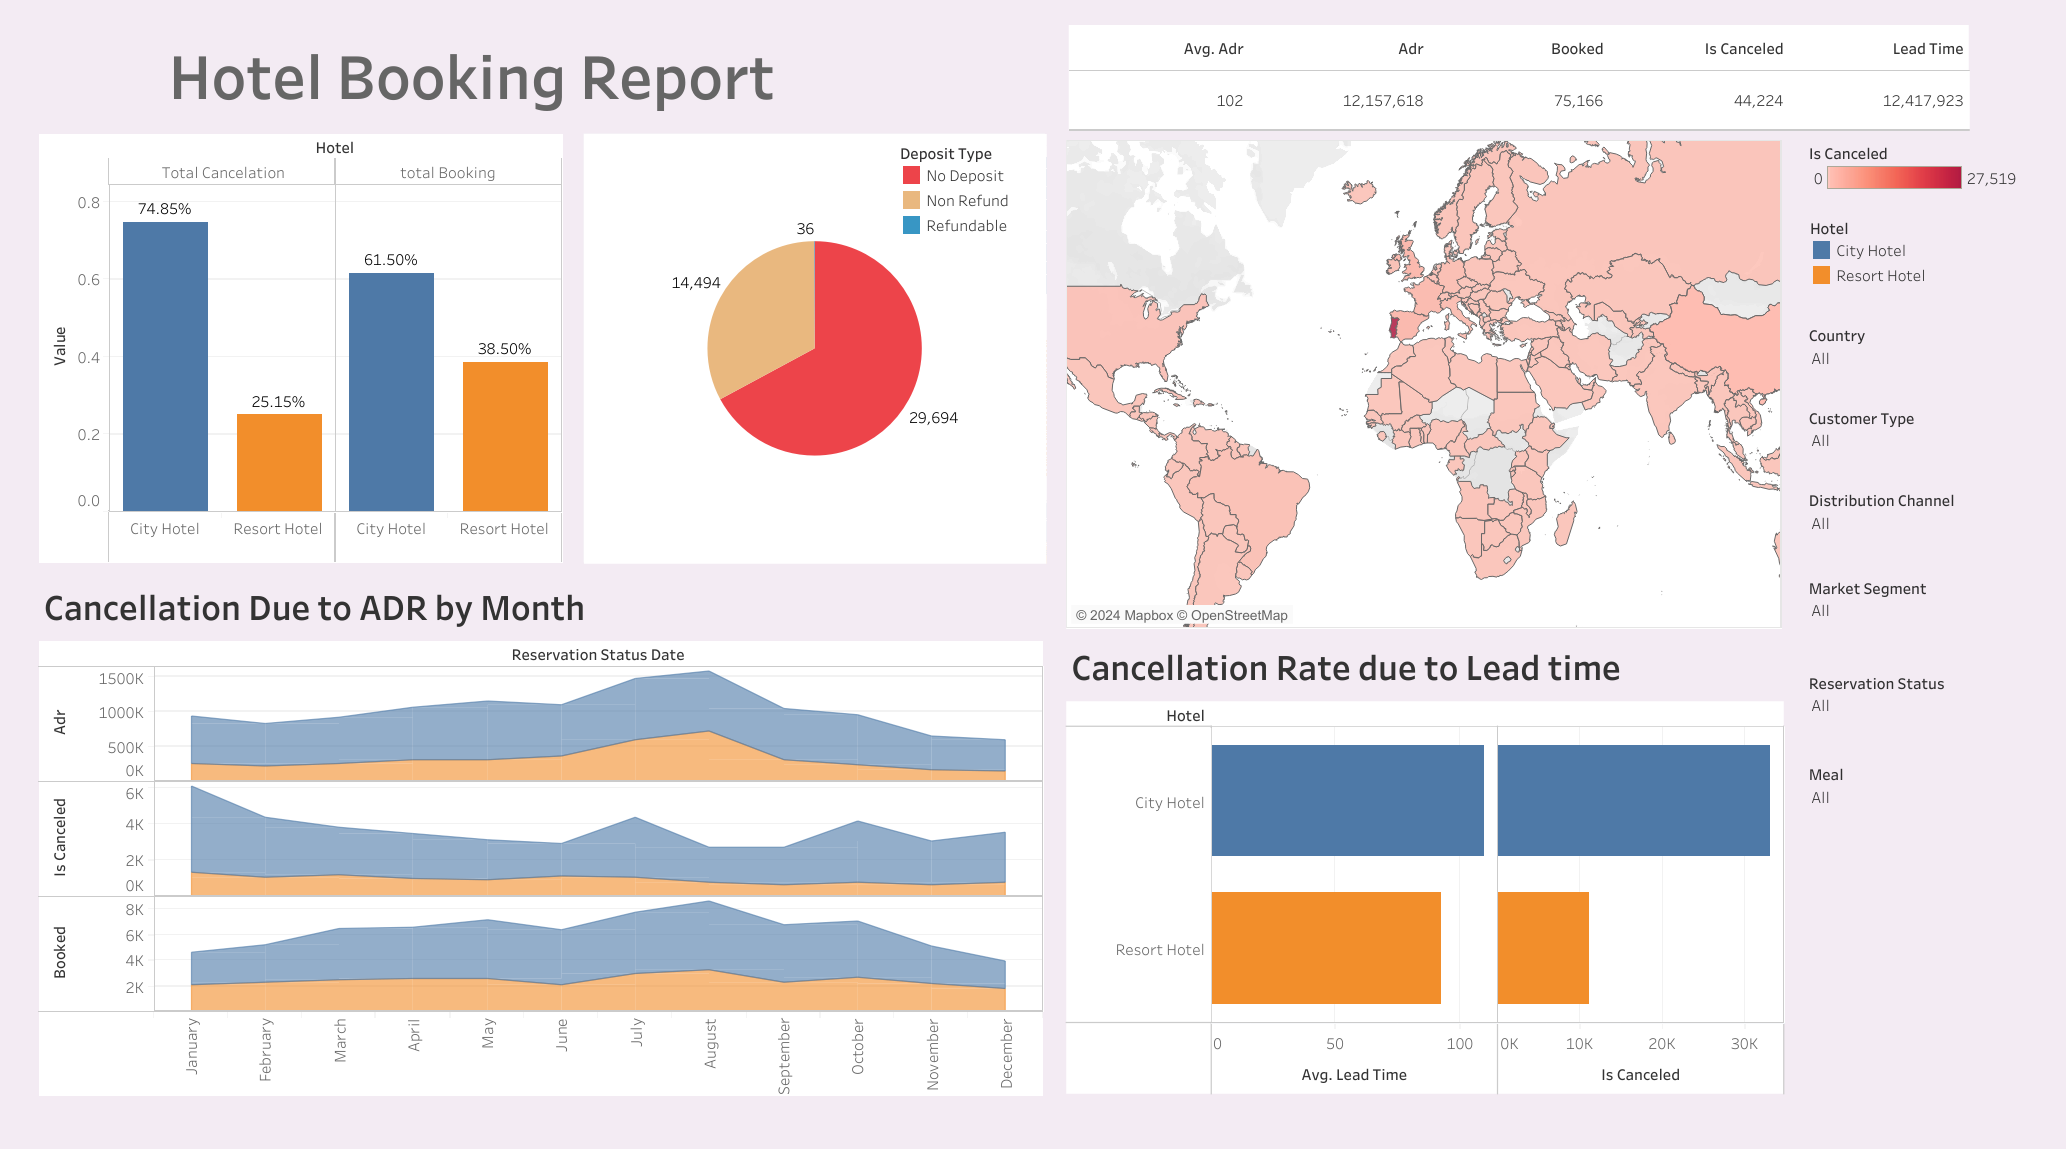 Hotel Booking Report
Avg. Adr Adr Booked Is Canceled Lead Time
102 12,157,618 75,166 44,224 12,417,923
Hotel
Total Cancelation total Booking
Value
0.8
0.6
0.4
0.2
0.0
74.85%
25.15%
61.50%
38.50%
City Hotel Resort Hotel City Hotel Resort Hotel
Deposit Type
No Deposit
Non Refund
Refundable
36
14,494
29,694
© 2024 Mapbox © OpenStreetMap
Is Canceled
0 27,519
Hotel
City Hotel
Resort Hotel
Country
All
Customer Type
All
Distribution Channel
All
Market Segment
All
Reservation Status
All
Meal
All
Cancellation Due to ADR by Month
Reservation Status Date
Adr
1500K
1000K
500K
0K
Is Canceled
6K
4K
2K
0K
Booked
8K
6K
4K
2K
January February March April May June July August September October November December
Cancellation Rate due to Lead time
Hotel
City Hotel
Resort Hotel
0 50 100 0K 10K 20K 30K
Avg. Lead Time Is Canceled